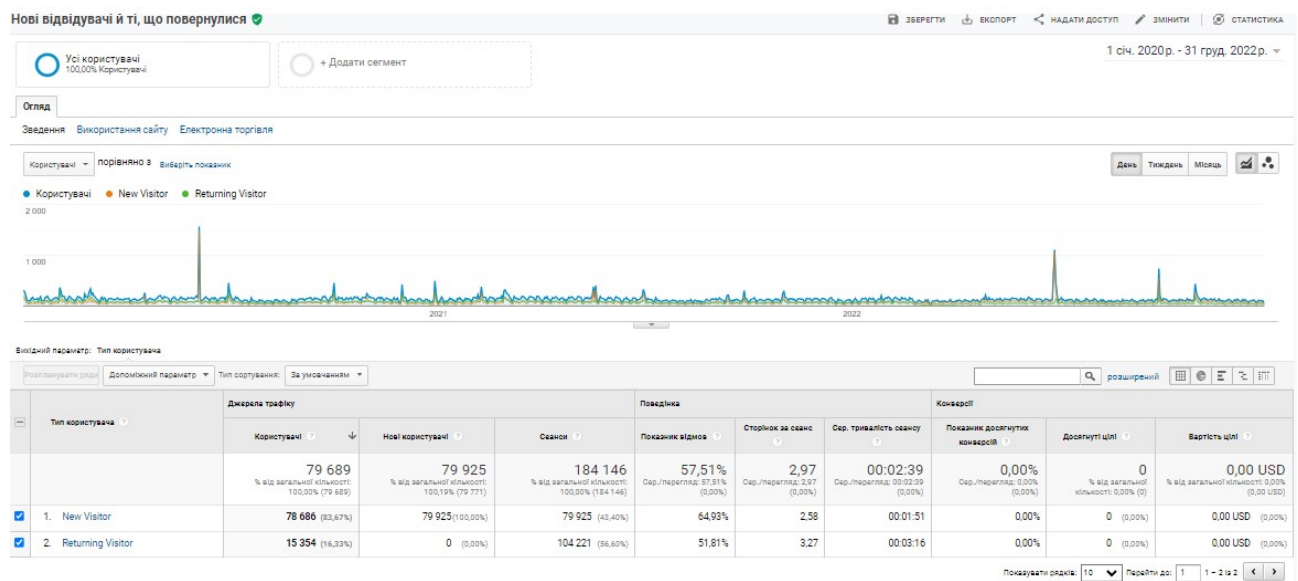 Нові відвідувачі й ті, що повернулися
ЗБЕРЕГТИ ЕКСПОРТ НАДАТИ ДОСТУП ЗМІНИТИ СТАТИСТИКА
Усі користувачі
100,00% Користувачі
+ Додати сегмент
1 січ. 2020 р. - 31 груд. 2022 р.
Огляд
Зведення Використання сайту Електронна торгівля
Користувачі порівняно з Виберіть показник
День Тиждень Місяць
Користувачі New Visitor Returning Visitor
2 000
1 000
2021 2022
Вихідний параметр: Тип користувача
Розпланувати ряди Допоміжний параметр Тип сортування: За умовчанням розширений
Тип користувача Джерела трафіку Поведінка Конверсії
Користувачі Нові користувачі Сеанси Показник відмов Сторінок за сеанс Сер. тривалість сеансу Показник досягнутих конверсій Досягнуті цілі Вартість цілі
79 689 79 925 184 146 57,51% 2,97 00:02:39 0,00% 0 0,00 USD
% від загальної кількості: 100,00% (79 689) % від загальної кількості: 100,19% (79 771) % від загальної кількості: 100,00% (184 146) Сер./перегляд: 57,51% (0,00%) Сер./перегляд: 2,97 (0,00%) Сер./перегляд: 00:02:39 (0,00%) Сер./перегляд: 0,00% (0,00%) % від загальної кількості: 0,00% (0) % від загальної кількості: 0,00% (0,00 USD)
1. New Visitor 78 686 (83,67%) 79 925 (100,00%) 79 925 (43,40%) 64,93% 2,58 00:01:51 0,00% 0 (0,00%) 0,00 USD (0,00%)
2. Returning Visitor 15 354 (16,33%) 0 (0,00%) 104 221 (56,60%) 51,81% 3,27 00:03:16 0,00% 0 (0,00%) 0,00 USD (0,00%)
Показувати рядків: 10 Перейти до: 1 1 – 2 із 2